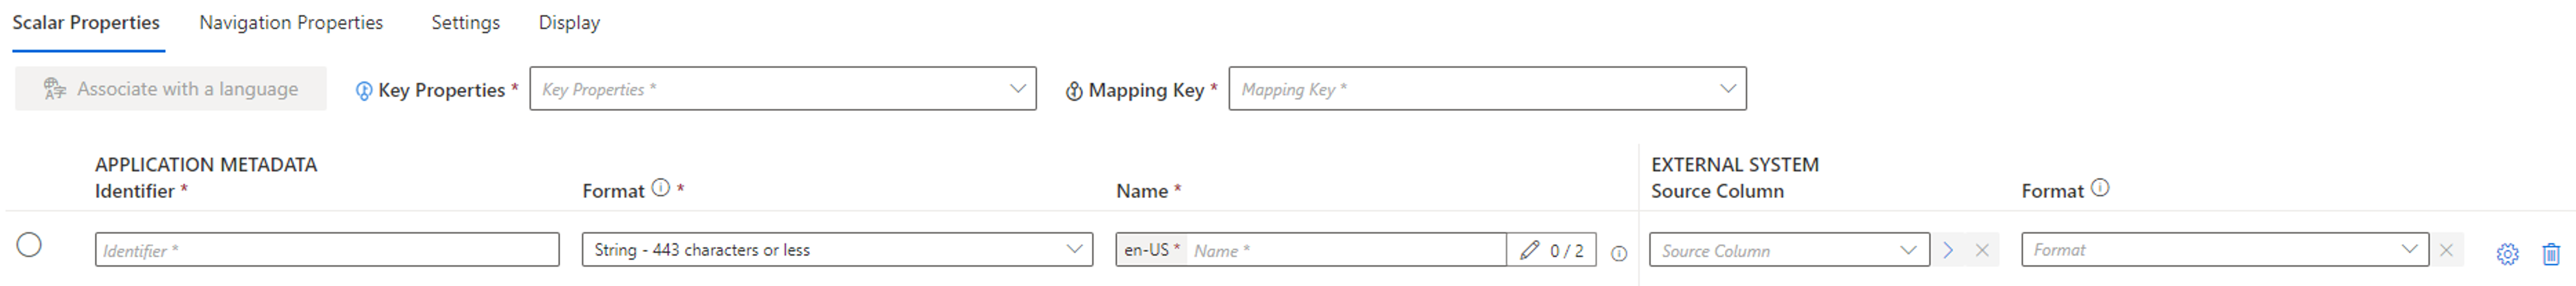 Scalar Properties Navigation Properties Settings Display
Associate with a language Key Properties * Key Properties * Mapping Key * Mapping Key *
APPLICATION METADATA EXTERNAL SYSTEM
Identifier * Format * Name * Source Column Format
Identifier * String - 443 characters or less en-US * Name * 0 / 2 Source Column Format